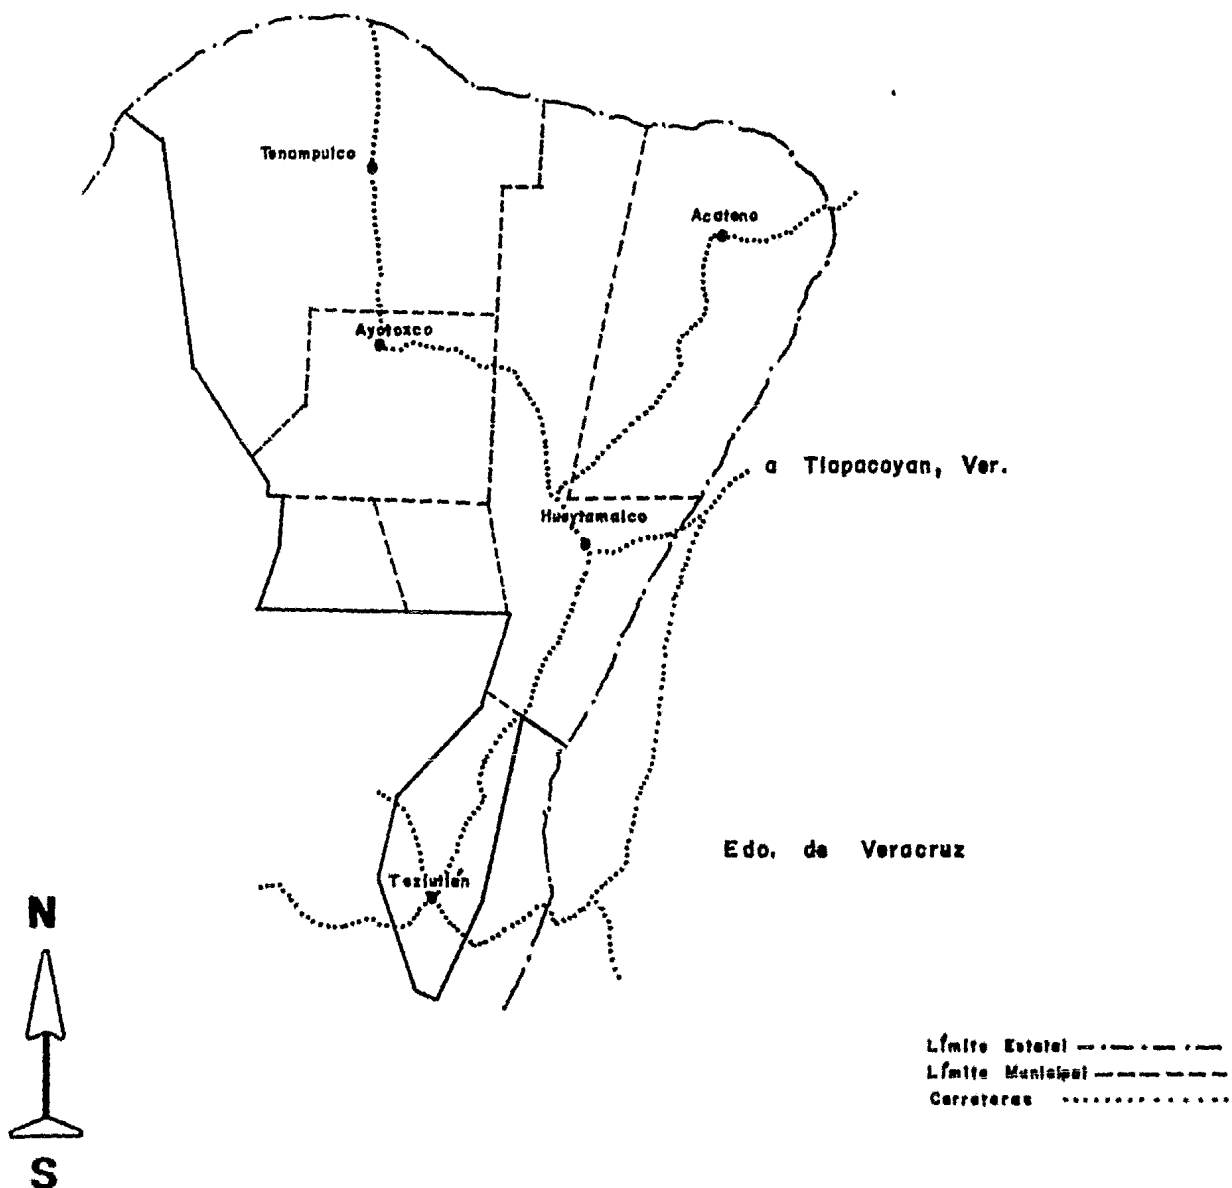 Tenampulco
Acateno
Ayotoxco
a Tlapacoyan, Ver.
Hueytamalco
Edo. de Veracruz
Teziutlán
N
S
Límite Estatal
Límite Municipal
Carreteras